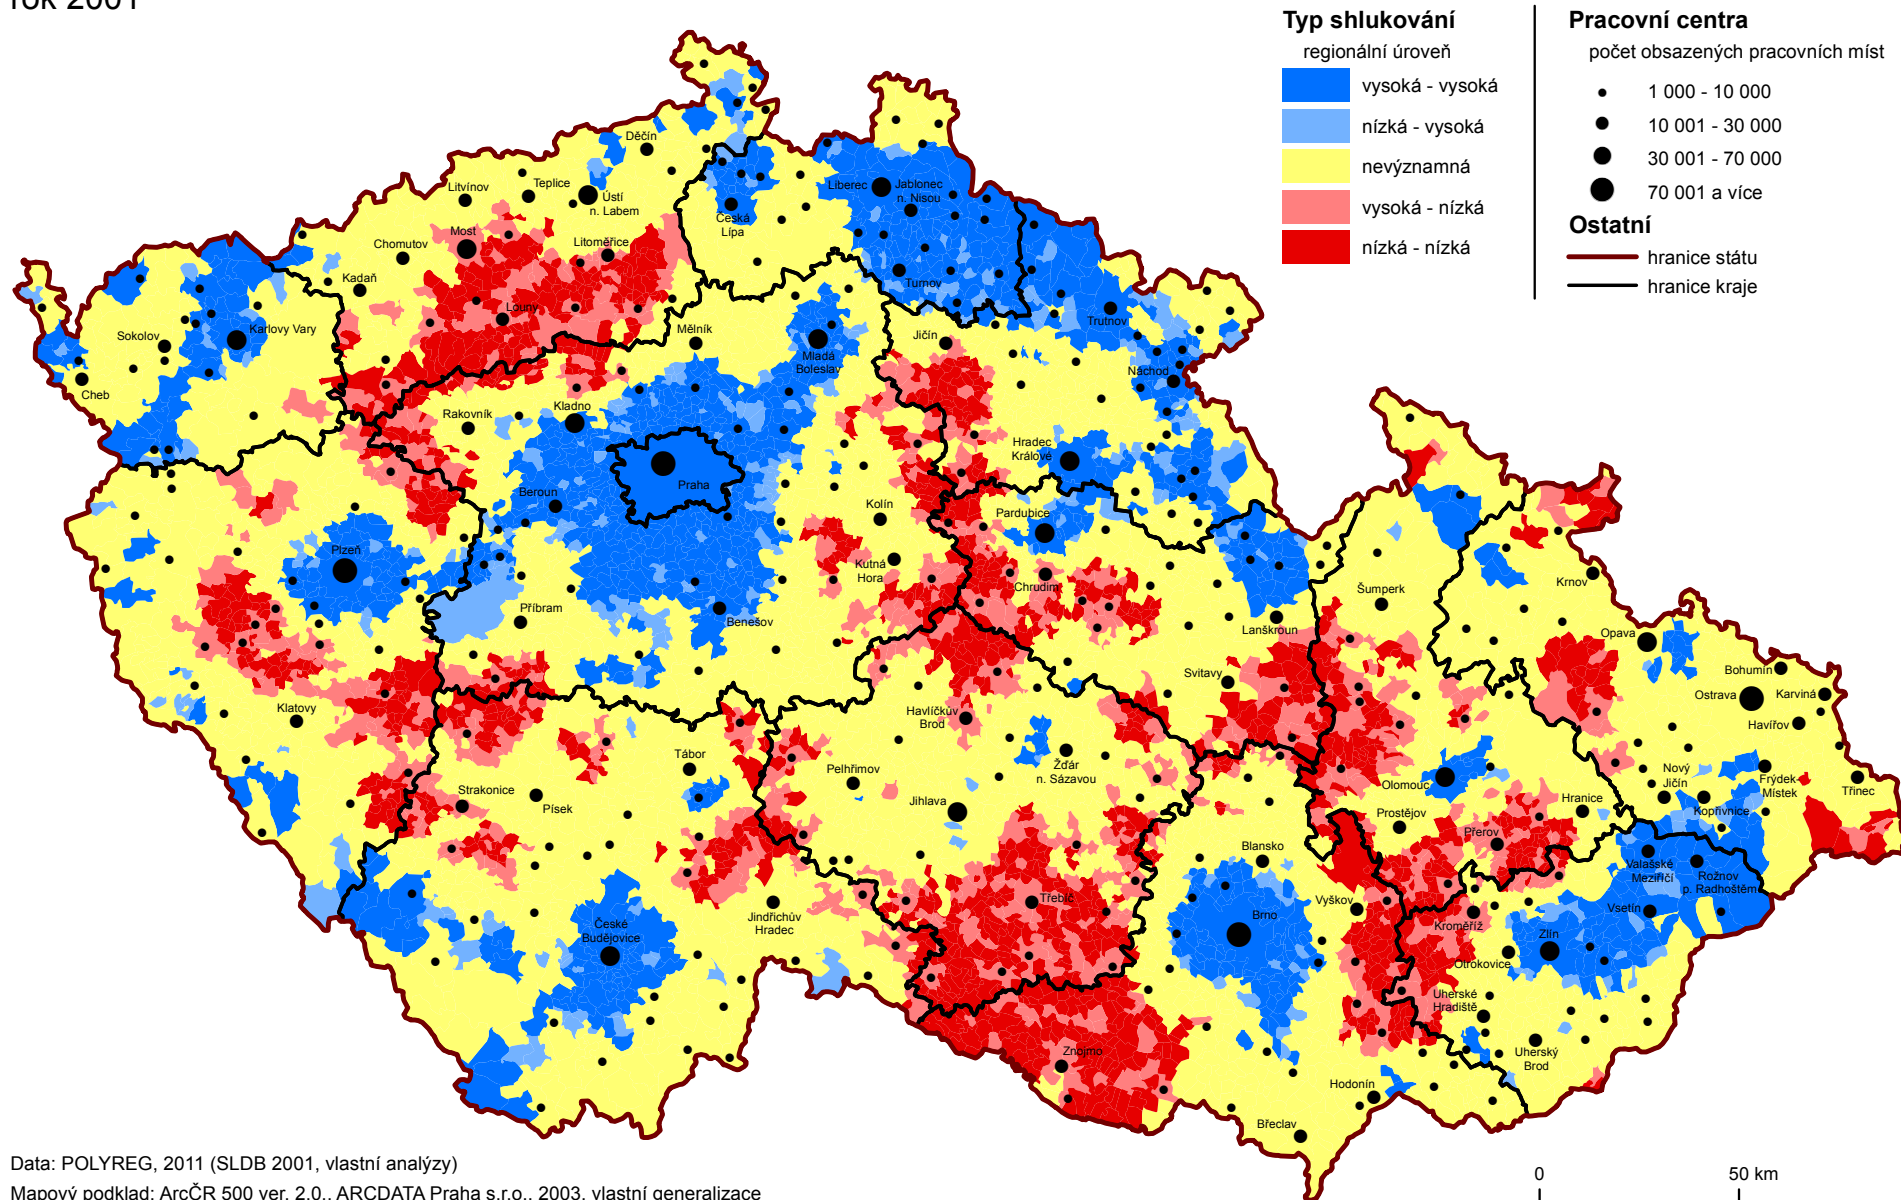 rok 2001
Typ shlukování
regionální úroveň
vysoká - vysoká
nízká - vysoká
nevýznamná
vysoká - nízká
nízká - nízká
Pracovní centra
počet obsazených pracovních míst
1 000 - 10 000
10 001 - 30 000
30 001 - 70 000
70 001 a více
Ostatní
hranice státu
hranice kraje
Děčín
Litvínov
Teplice
Ústí
n. Labem
Liberec
Jablonec
n. Nisou
Česká
Lípa
Most
Litoměřice
Chomutov
Kadaň
Turnov
Louny
Trutnov
Karlovy Vary
Sokolov
Mělník
Jičín
Mladá
Boleslav
Náchod
Cheb
Rakovník
Kladno
Hradec
Králové
Praha
Beroun
Kolín
Pardubice
Plzeň
Kutná
Hora
Chrudim
Krnov
Šumperk
Příbram
Benešov
Lanškroun
Opava
Bohumín
Svitavy
Ostrava
Karviná
Klatovy
Havlíčkův
Brod
Havířov
Tábor
Pelhřimov
Žďár
n. Sázavou
Nový
Jičín
Frýdek-
Místek
Třinec
Strakonice
Písek
Jihlava
Olomouc
Prostějov
Hranice
Kopřivnice
Přerov
Blansko
Valašské
Meziříčí
Rožnov
p. Radhoštěm
Třebíč
Vyškov
Vsetín
Jindřichův
Hradec
České
Budějovice
Brno
Kroměříž
Zlín
Otrokovice
Uherské
Hradiště
Znojmo
Uherský
Brod
Hodonín
Břeclav
Data: POLYREG, 2011 (SLDB 2001, vlastní analýzy)
Mapový podklad: ArcČR 500 ver. 2.0., ARCDATA Praha s.r.o., 2003, vlastní generalizace
0 50 km